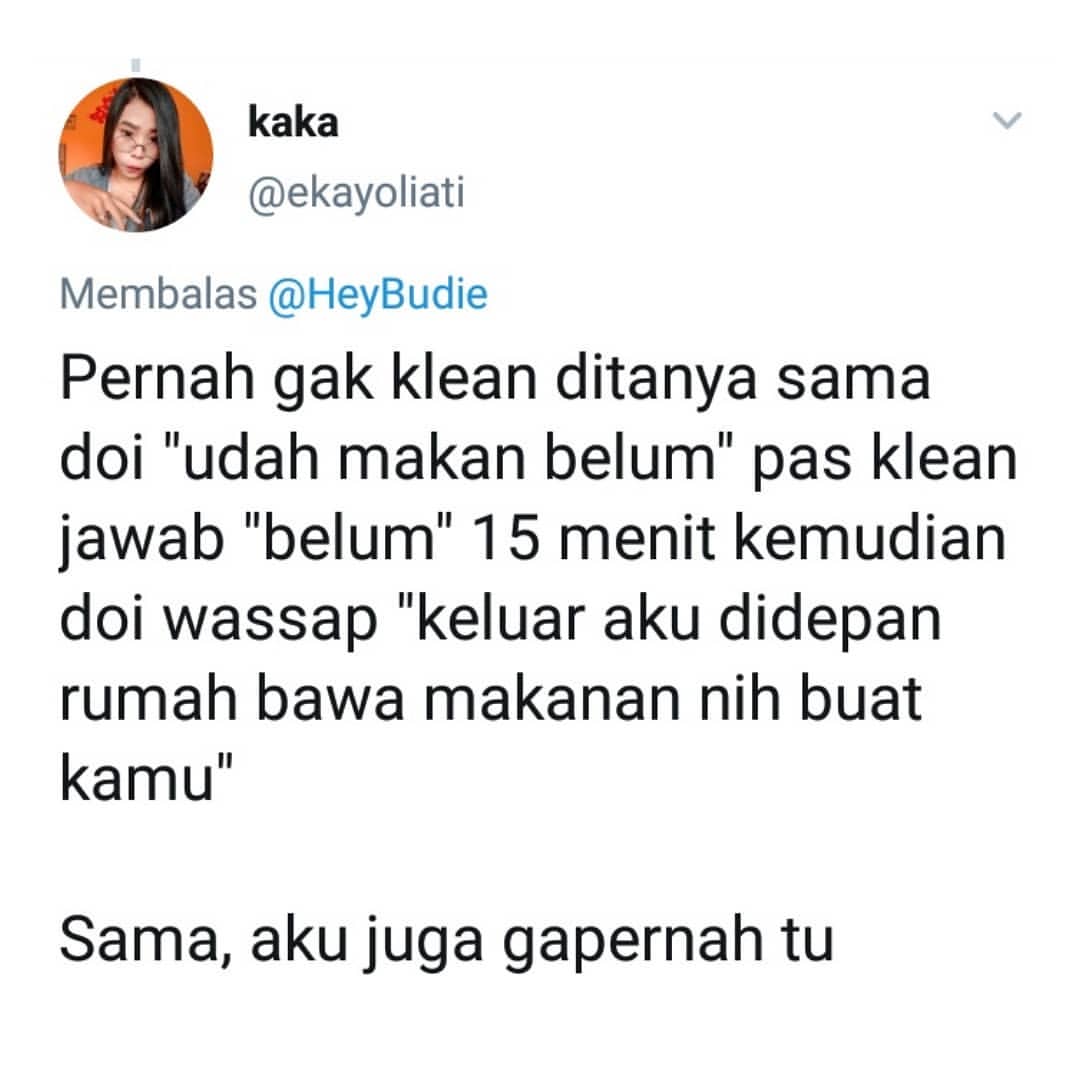 kaka
@ekayoliati
Membalas @HeyBudie
Pernah gak klean ditanya sama
doi "udah makan belum" pas klean
jawab "belum" 15 menit kemudian
doi wassap "keluar aku didepan
rumah bawa makanan nih buat
kamu"
Sama, aku juga gapernah tu